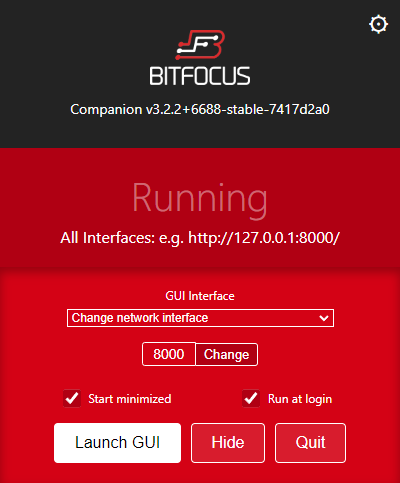 BITFOCUS
Companion v3.2.2+6688-stable-7417d2a0
Running
All Interfaces: e.g. http://127.0.0.1:8000/
GUI Interface
Change network interface
8000 Change
Start minimized Run at login
Launch GUI Hide Quit